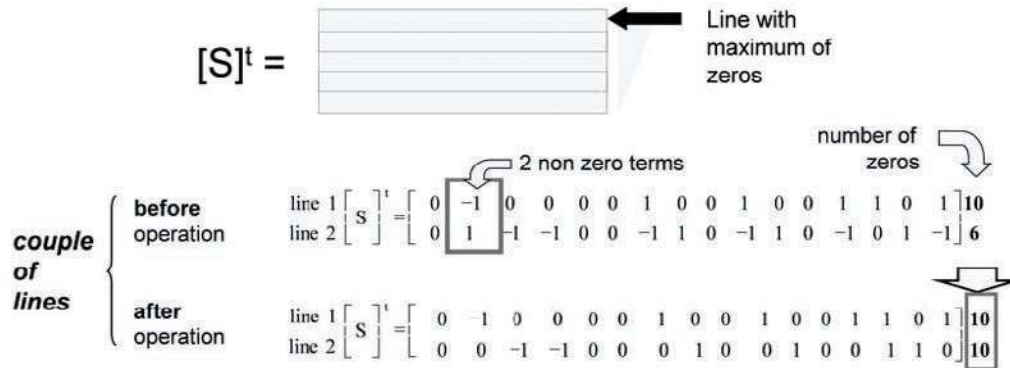 [S]ᵗ =
Line with
maximum of
zeros
2 non zero terms
number of
zeros
couple
of
lines
before
operation
line 1 [ S ]ᵗ = [ 0 −1 0 0 0 0 1 0 0 1 0 0 1 1 0 1 ] 10
line 2 0 1 −1 −1 0 0 −1 1 0 −1 1 0 −1 0 1 −1 6
after
operation
line 1 [ S ]ᵗ = [ 0 −1 0 0 0 0 1 0 0 1 0 0 1 1 0 1 ] 10
line 2 0 0 −1 −1 0 0 0 1 0 0 1 0 0 1 1 0 10